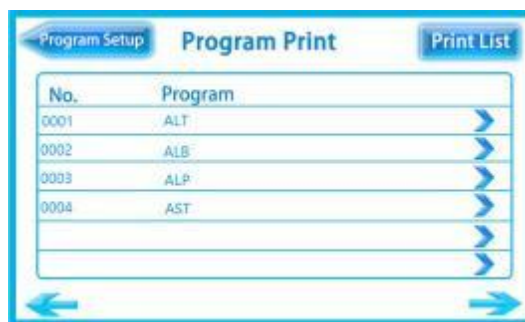 Program Setup Program Print Print List
No. Program
0001 ALT
0002 ALB
0003 ALP
0004 AST